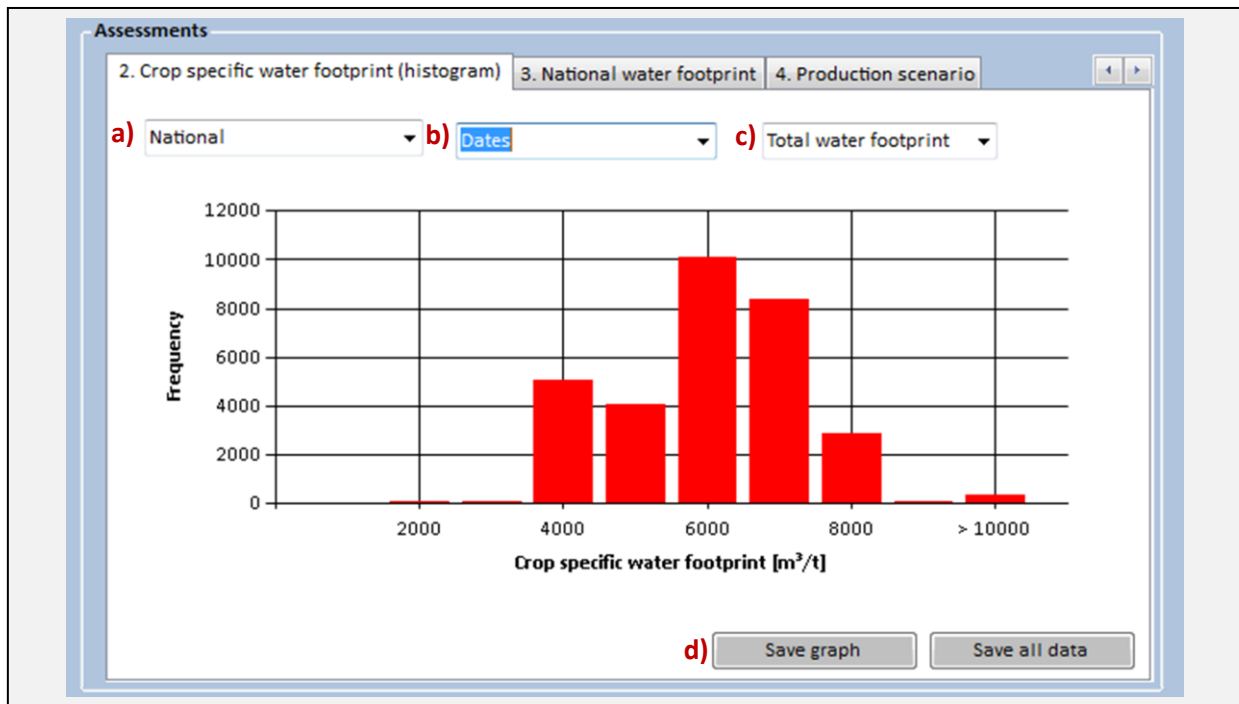 Assessments
2. Crop specific water footprint (histogram) 3. National water footprint 4. Production scenario
a) National b) Dates c) Total water footprint
12000
10000
8000
6000
4000
2000
0
Frequency
2000 4000 6000 8000 > 10000
Crop specific water footprint [m³/t]
d) Save graph Save all data